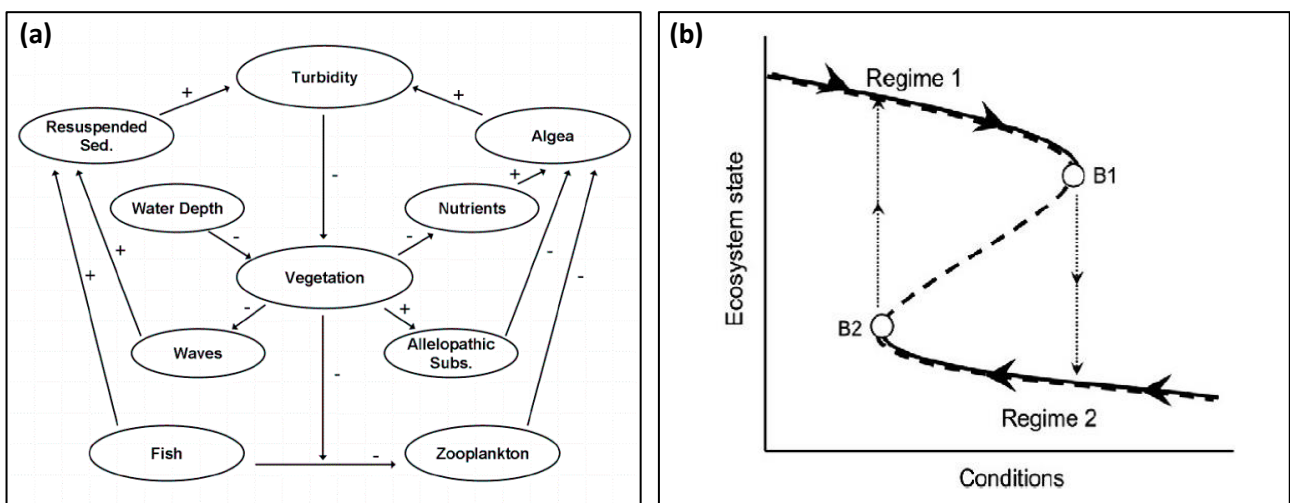 (a)
Turbidity
+
+
Resuspended
Sed.
Algea
-
+
Water Depth
Nutrients
-
-
+
+
-
-
Vegetation
-
+
Waves
Allelopathic
Subs.
-
Fish
-
Zooplankton
(b)
Regime 1
B1
Ecosystem state
B2
Regime 2
Conditions